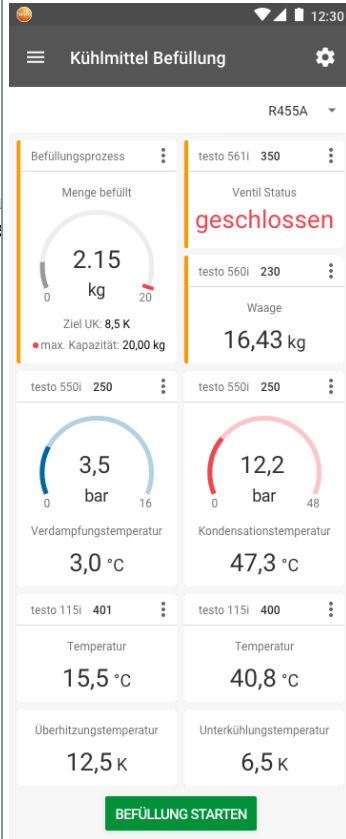 12:30
Kühlmittel Befüllung
R455A
Befüllungsprozess
Menge befüllt
2.15
kg
0 20
Ziel UK: 8,5 K
max. Kapazität: 20,00 kg
testo 561i 350
Ventil Status
geschlossen
testo 560i 230
Waage
16,43 kg
testo 550i 250
3,5
bar
0 16
Verdampfungstemperatur
3,0 °C
testo 550i 250
12,2
bar
0 48
Kondensationstemperatur
47,3 °C
testo 115i 401
Temperatur
15,5 °C
testo 115i 400
Temperatur
40,8 °C
Überhitzungstemperatur
12,5 K
Unterkühlungstemperatur
6,5 K
BEFÜLLUNG STARTEN